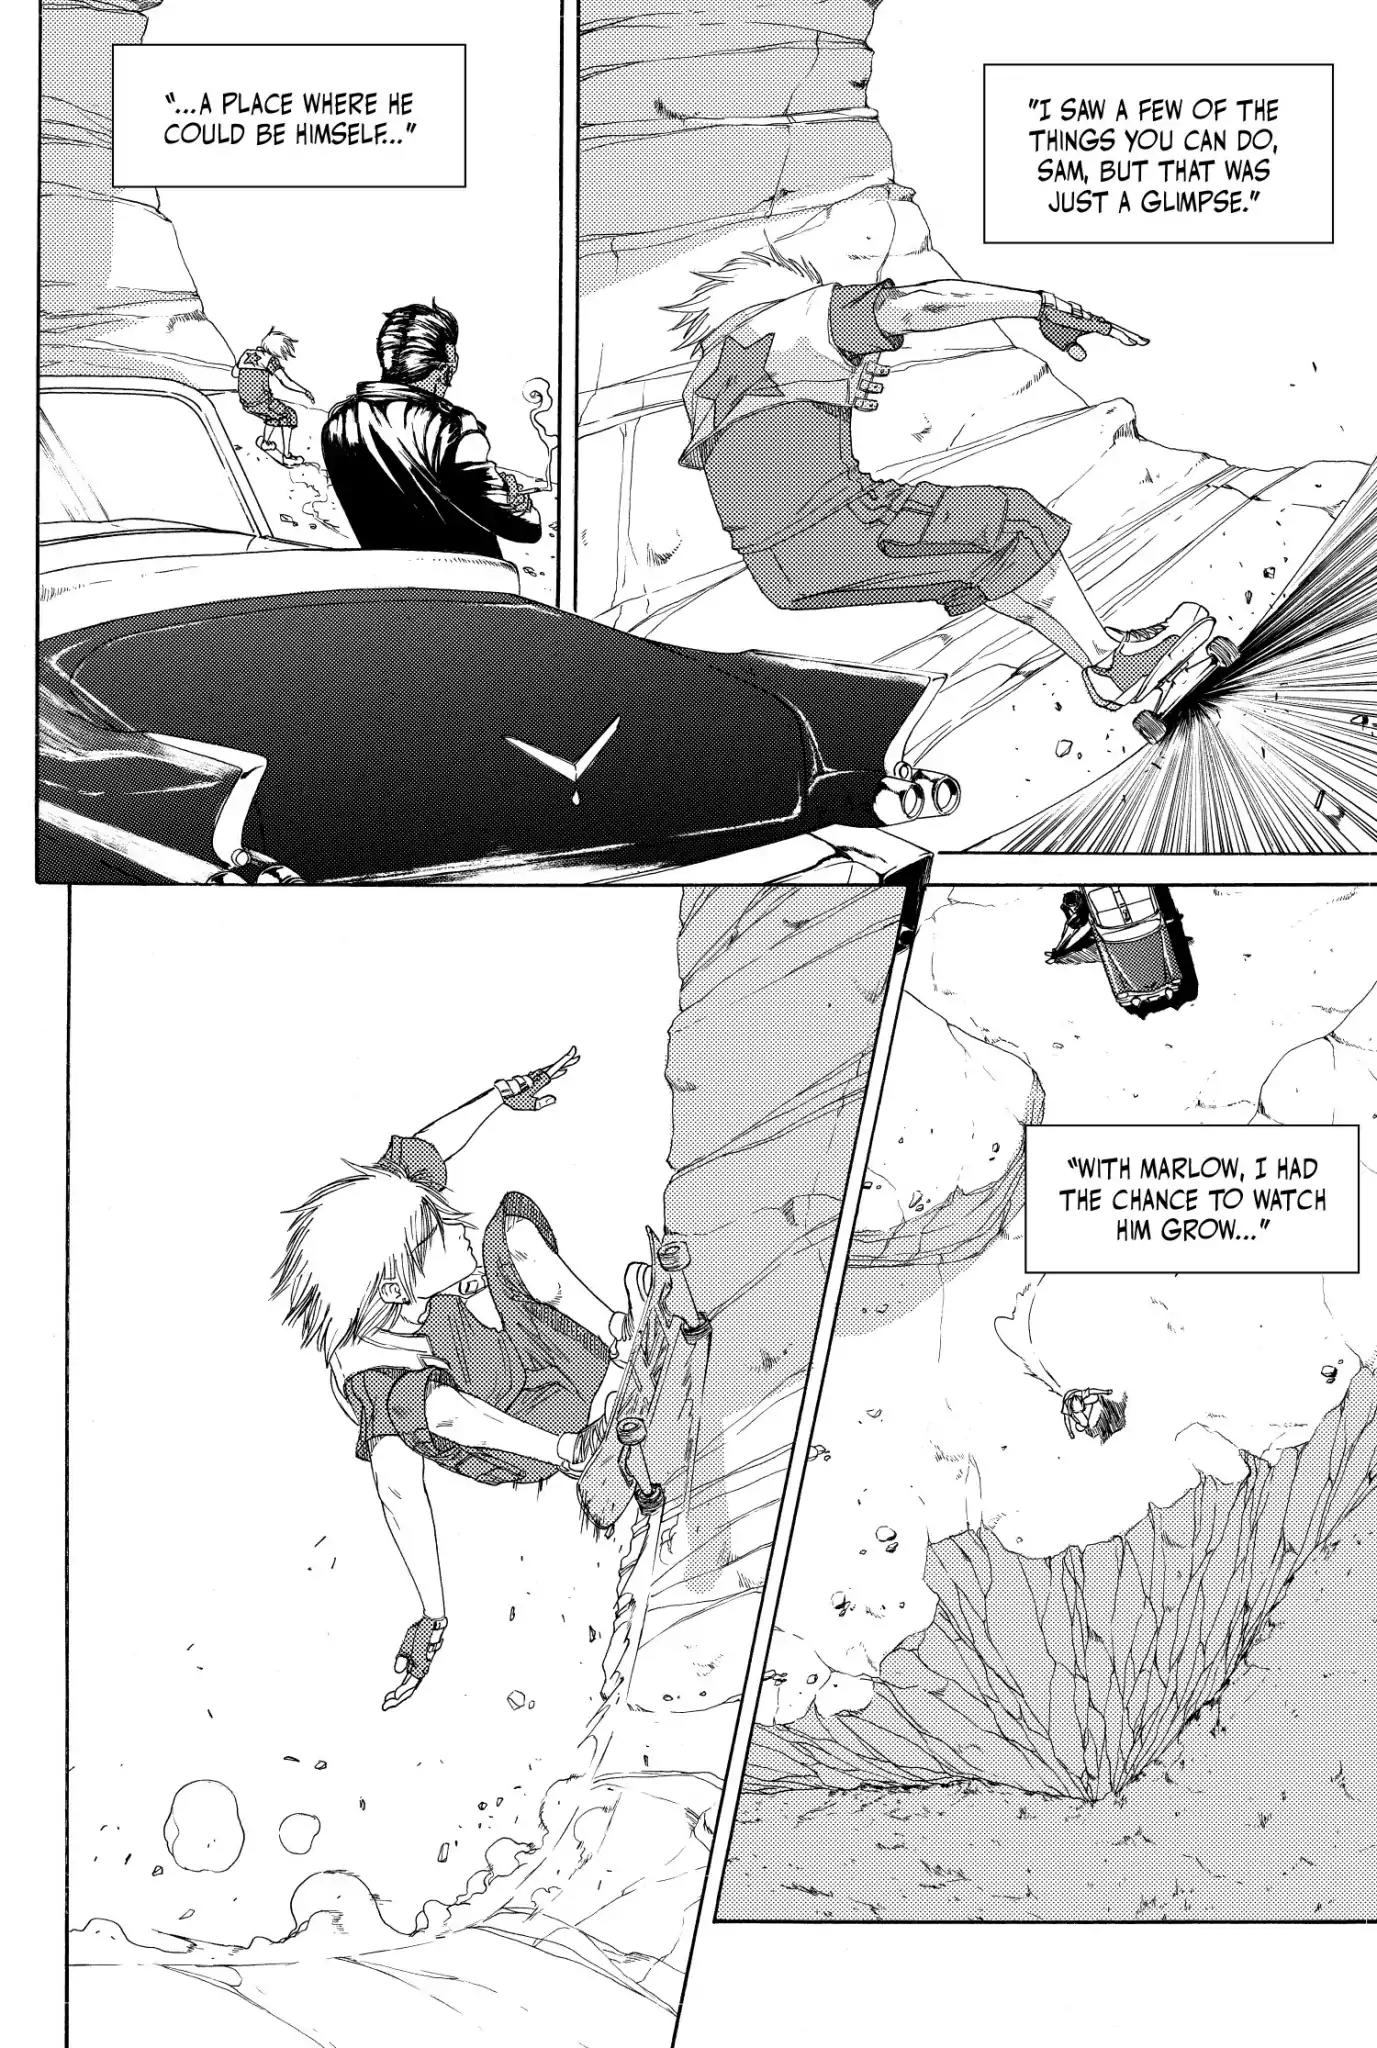 "...A PLACE WHERE HE
COULD BE HIMSELF..."
"I SAW A FEW OF THE
THINGS YOU CAN DO,
SAM, BUT THAT WAS
JUST A GLIMPSE."
"WITH MARLOW, I HAD
THE CHANCE TO WATCH
HIM GROW..."